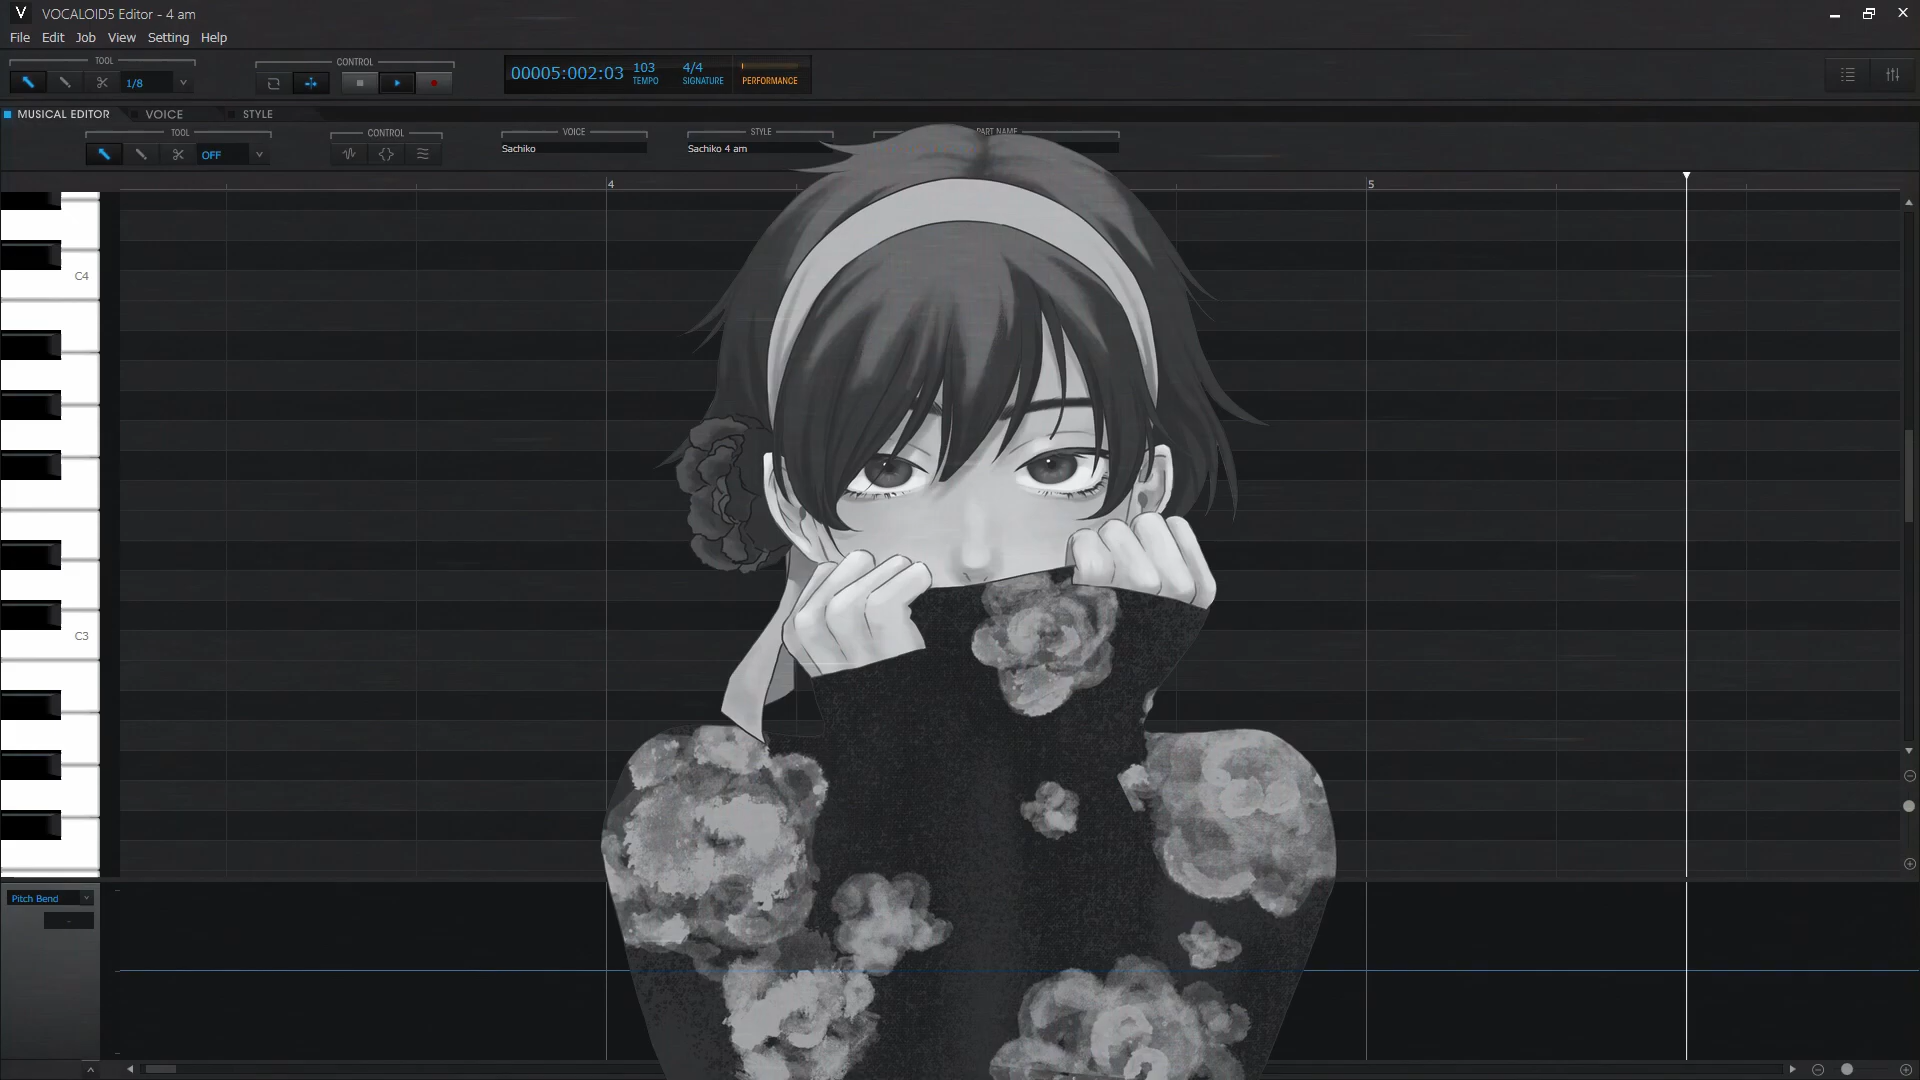 V VOCALOID5 Editor - 4 am
File Edit Job View Setting Help
TOOL CONTROL
1/8
00005:002:03
103 TEMPO
4/4 SIGNATURE
PERFORMANCE
MUSICAL EDITOR VOICE STYLE
TOOL CONTROL VOICE STYLE PART NAME
OFF
Sachiko Sachiko 4 am
4 5
C4
C3
Pitch Bend
-